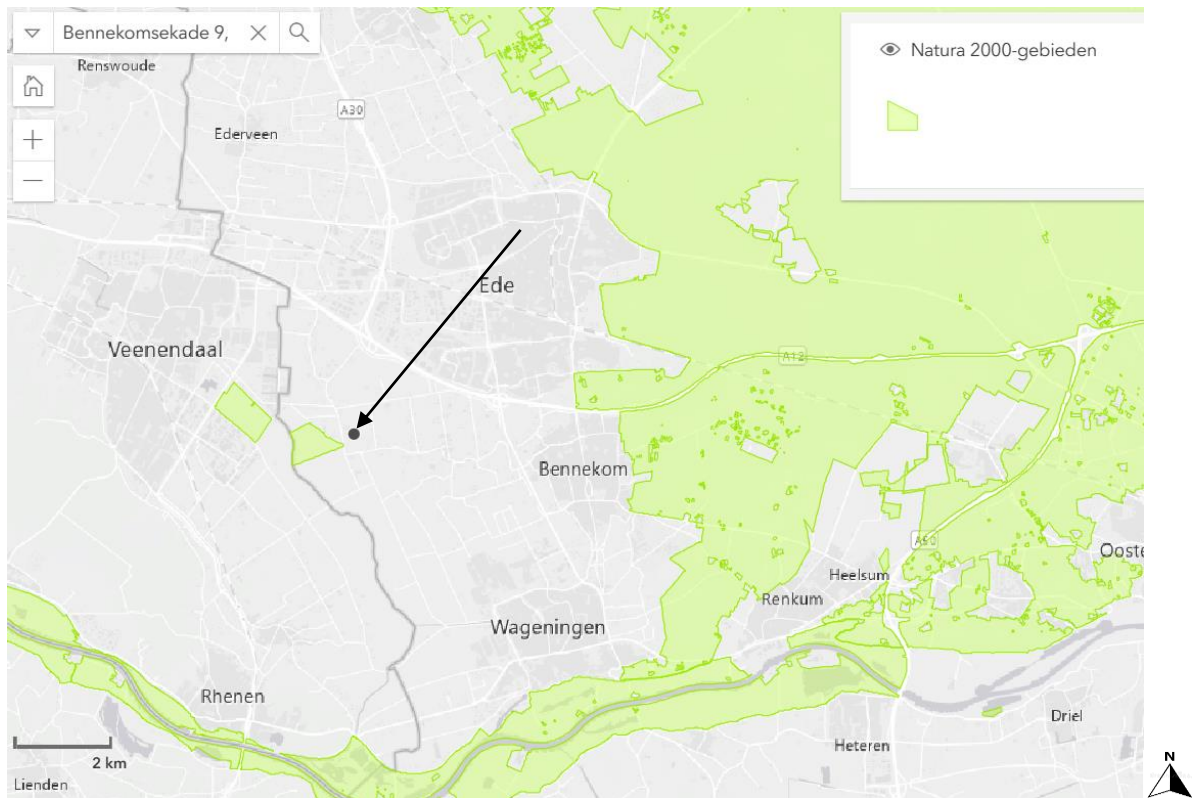 Bennekomsekade 9,
Natura 2000-gebieden
Renswoude
A30
Ederveen
Ede
Veenendaal
A12
Bennekom
A50
Ooste
Heelsum
Renkum
Wageningen
Rhenen
Driel
Heteren
2 km
Lienden
N